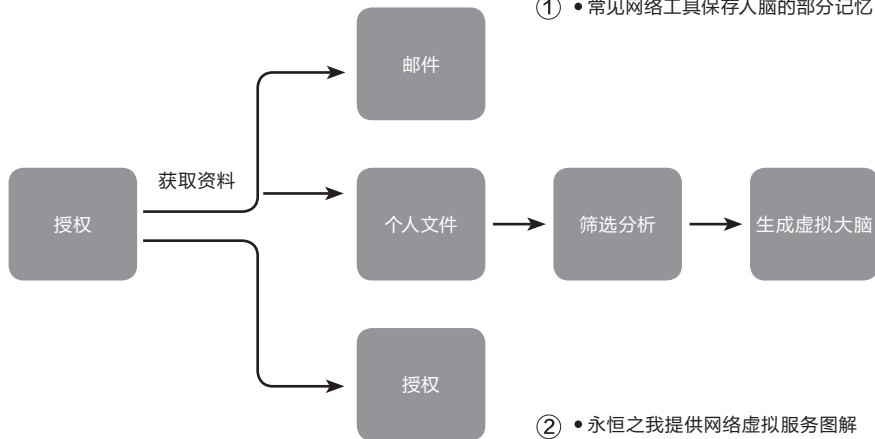 ① • 常见网络工具保存人脑的部分记忆
邮件
获取资料
授权
个人文件
筛选分析
生成虚拟大脑
授权
② • 永恒之我提供网络虚拟服务图解